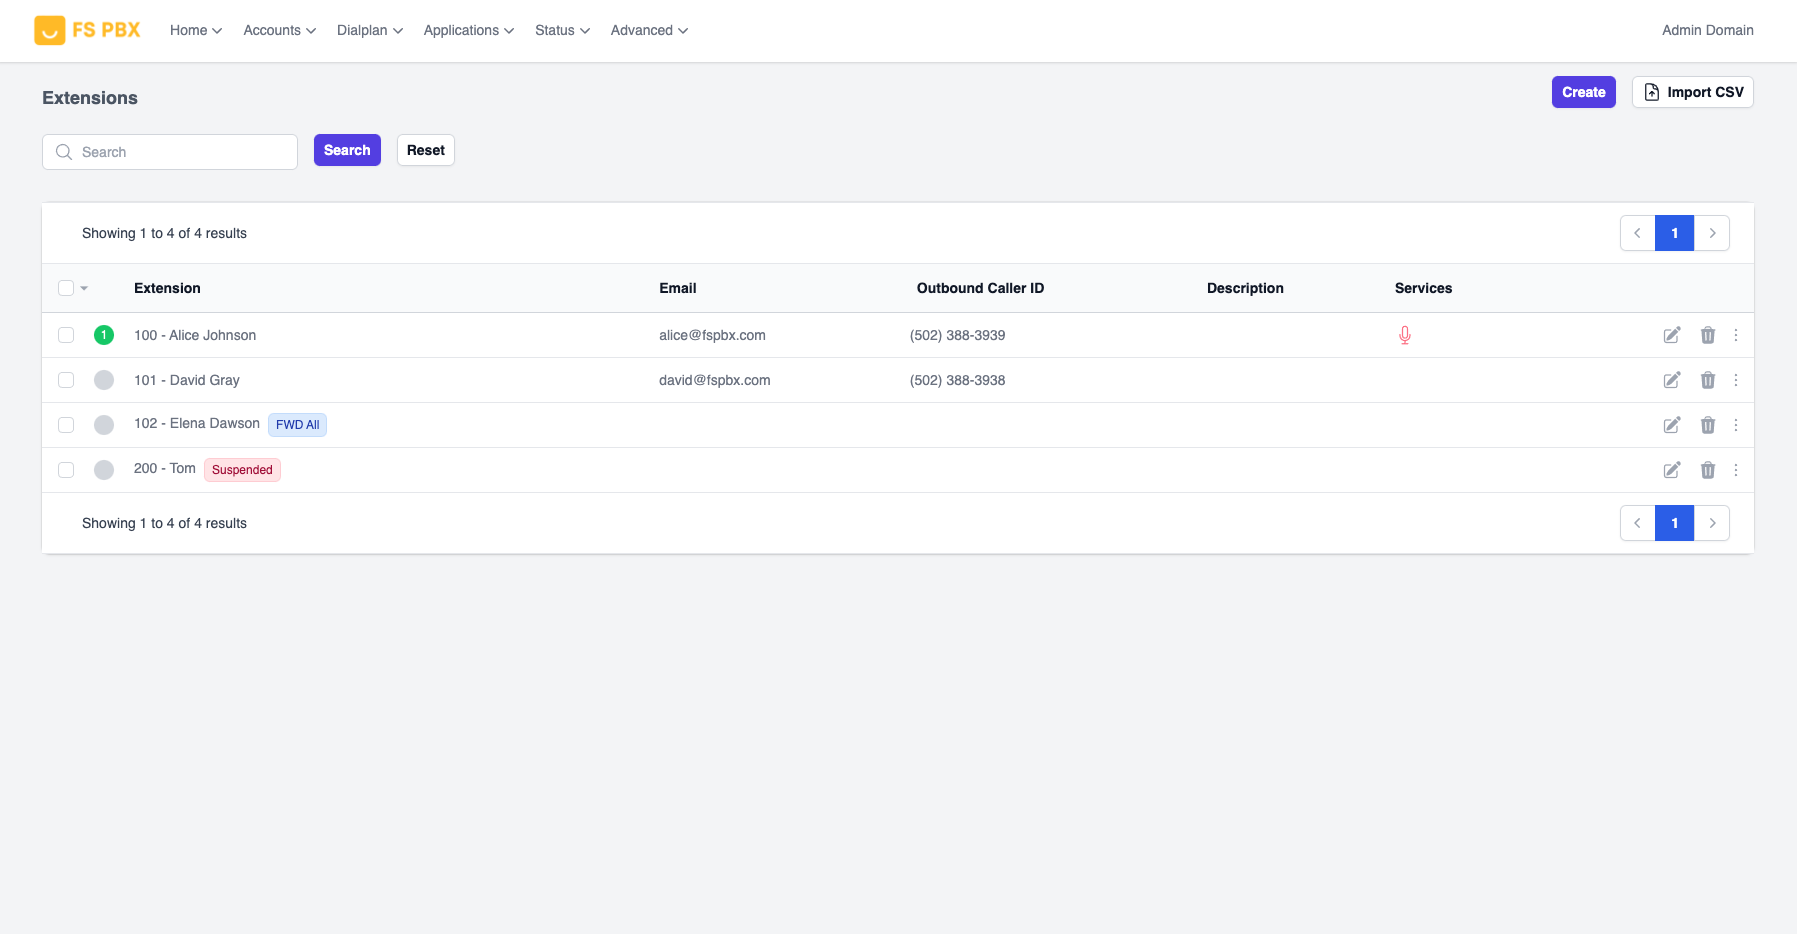 FS PBX Home Accounts Dialplan Applications Status Advanced Admin Domain
Extensions Create Import CSV
Search Search Reset
Showing 1 to 4 of 4 results 1
Extension Email Outbound Caller ID Description Services
1 100 - Alice Johnson alice@fspbx.com (502) 388-3939
101 - David Gray david@fspbx.com (502) 388-3938
102 - Elena Dawson FWD All
200 - Tom Suspended
Showing 1 to 4 of 4 results 1